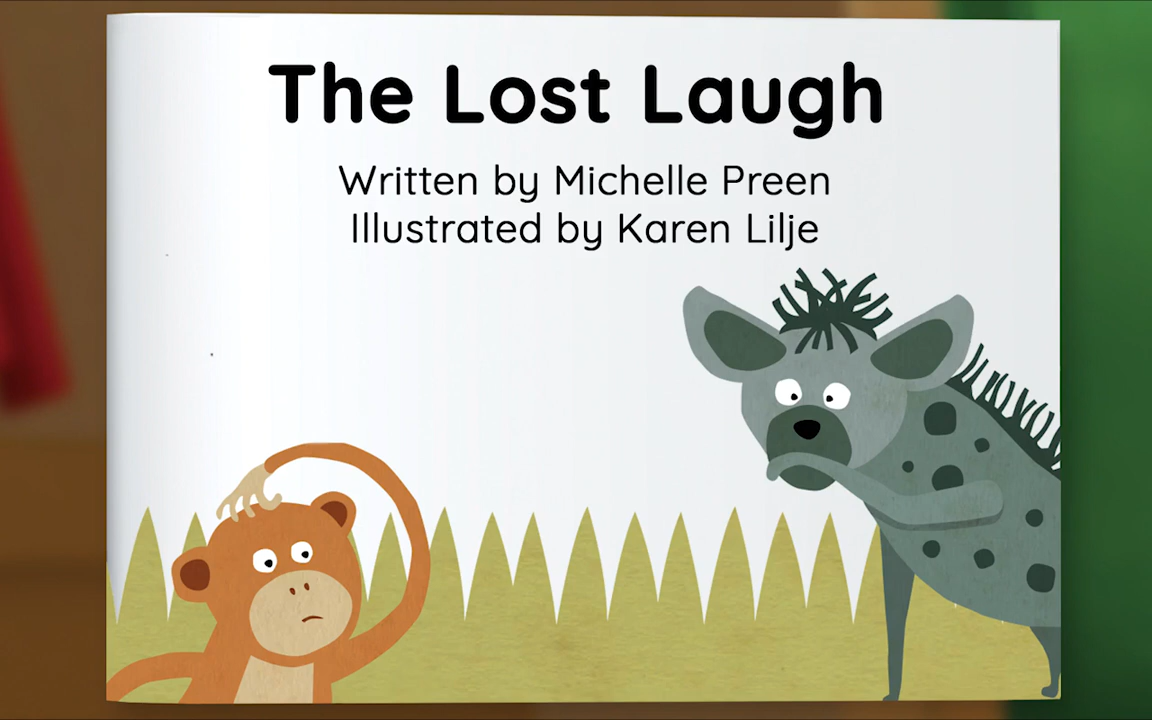 The Lost Laugh
Written by Michelle Preen
Illustrated by Karen Lilje